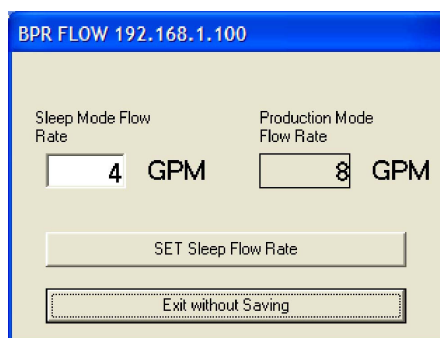 BPR FLOW 192.168.1.100
Sleep Mode Flow
Rate
Production Mode
Flow Rate
4 GPM
8 GPM
SET Sleep Flow Rate
Exit without Saving